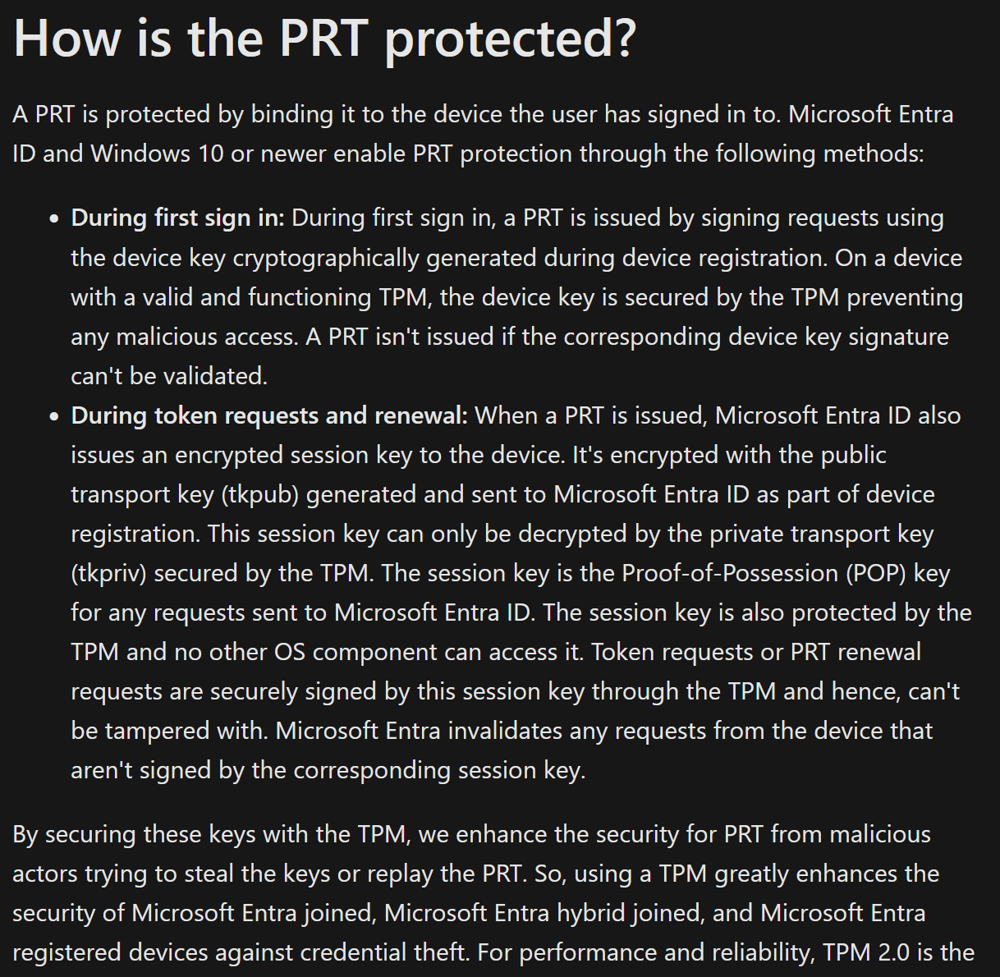 How is the PRT protected?
A PRT is protected by binding it to the device the user has signed in to. Microsoft Entra
ID and Windows 10 or newer enable PRT protection through the following methods:
• During first sign in: During first sign in, a PRT is issued by signing requests using
the device key cryptographically generated during device registration. On a device
with a valid and functioning TPM, the device key is secured by the TPM preventing
any malicious access. A PRT isn't issued if the corresponding device key signature
can't be validated.
• During token requests and renewal: When a PRT is issued, Microsoft Entra ID also
issues an encrypted session key to the device. It's encrypted with the public
transport key (tkpub) generated and sent to Microsoft Entra ID as part of device
registration. This session key can only be decrypted by the private transport key
(tkpriv) secured by the TPM. The session key is the Proof-of-Possession (POP) key
for any requests sent to Microsoft Entra ID. The session key is also protected by the
TPM and no other OS component can access it. Token requests or PRT renewal
requests are securely signed by this session key through the TPM and hence, can't
be tampered with. Microsoft Entra invalidates any requests from the device that
aren't signed by the corresponding session key.
By securing these keys with the TPM, we enhance the security for PRT from malicious
actors trying to steal the keys or replay the PRT. So, using a TPM greatly enhances the
security of Microsoft Entra joined, Microsoft Entra hybrid joined, and Microsoft Entra
registered devices against credential theft. For performance and reliability, TPM 2.0 is the